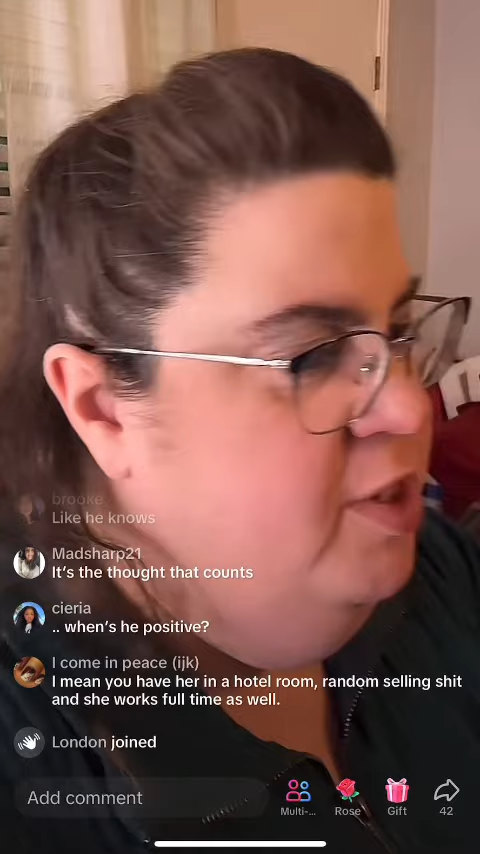 brooke
Like he knows
Madsharp21
It's the thought that counts
cieria
.. when's he positive?
I come in peace (ijk)
I mean you have her in a hotel room, random selling shit
and she works full time as well.
London joined
Add comment
Multi-...
Rose
Gift
42